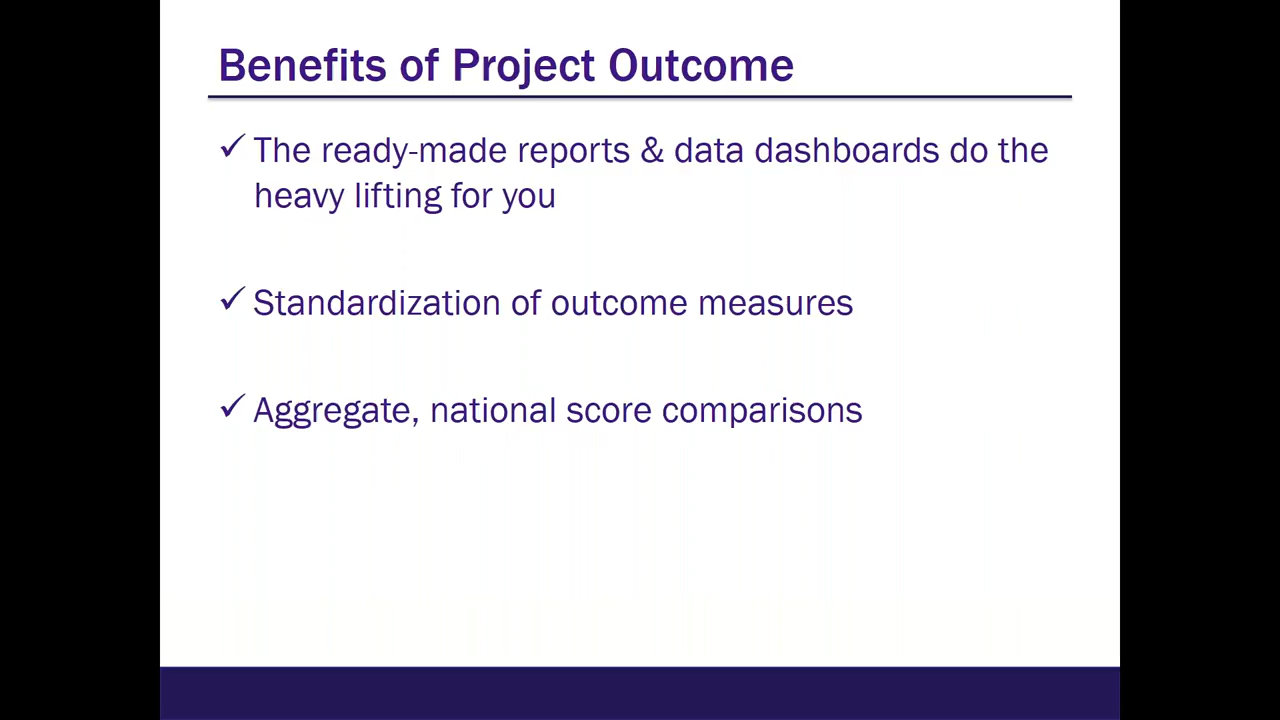 Benefits of Project Outcome
✓ The ready-made reports & data dashboards do the
heavy lifting for you
✓ Standardization of outcome measures
✓ Aggregate, national score comparisons